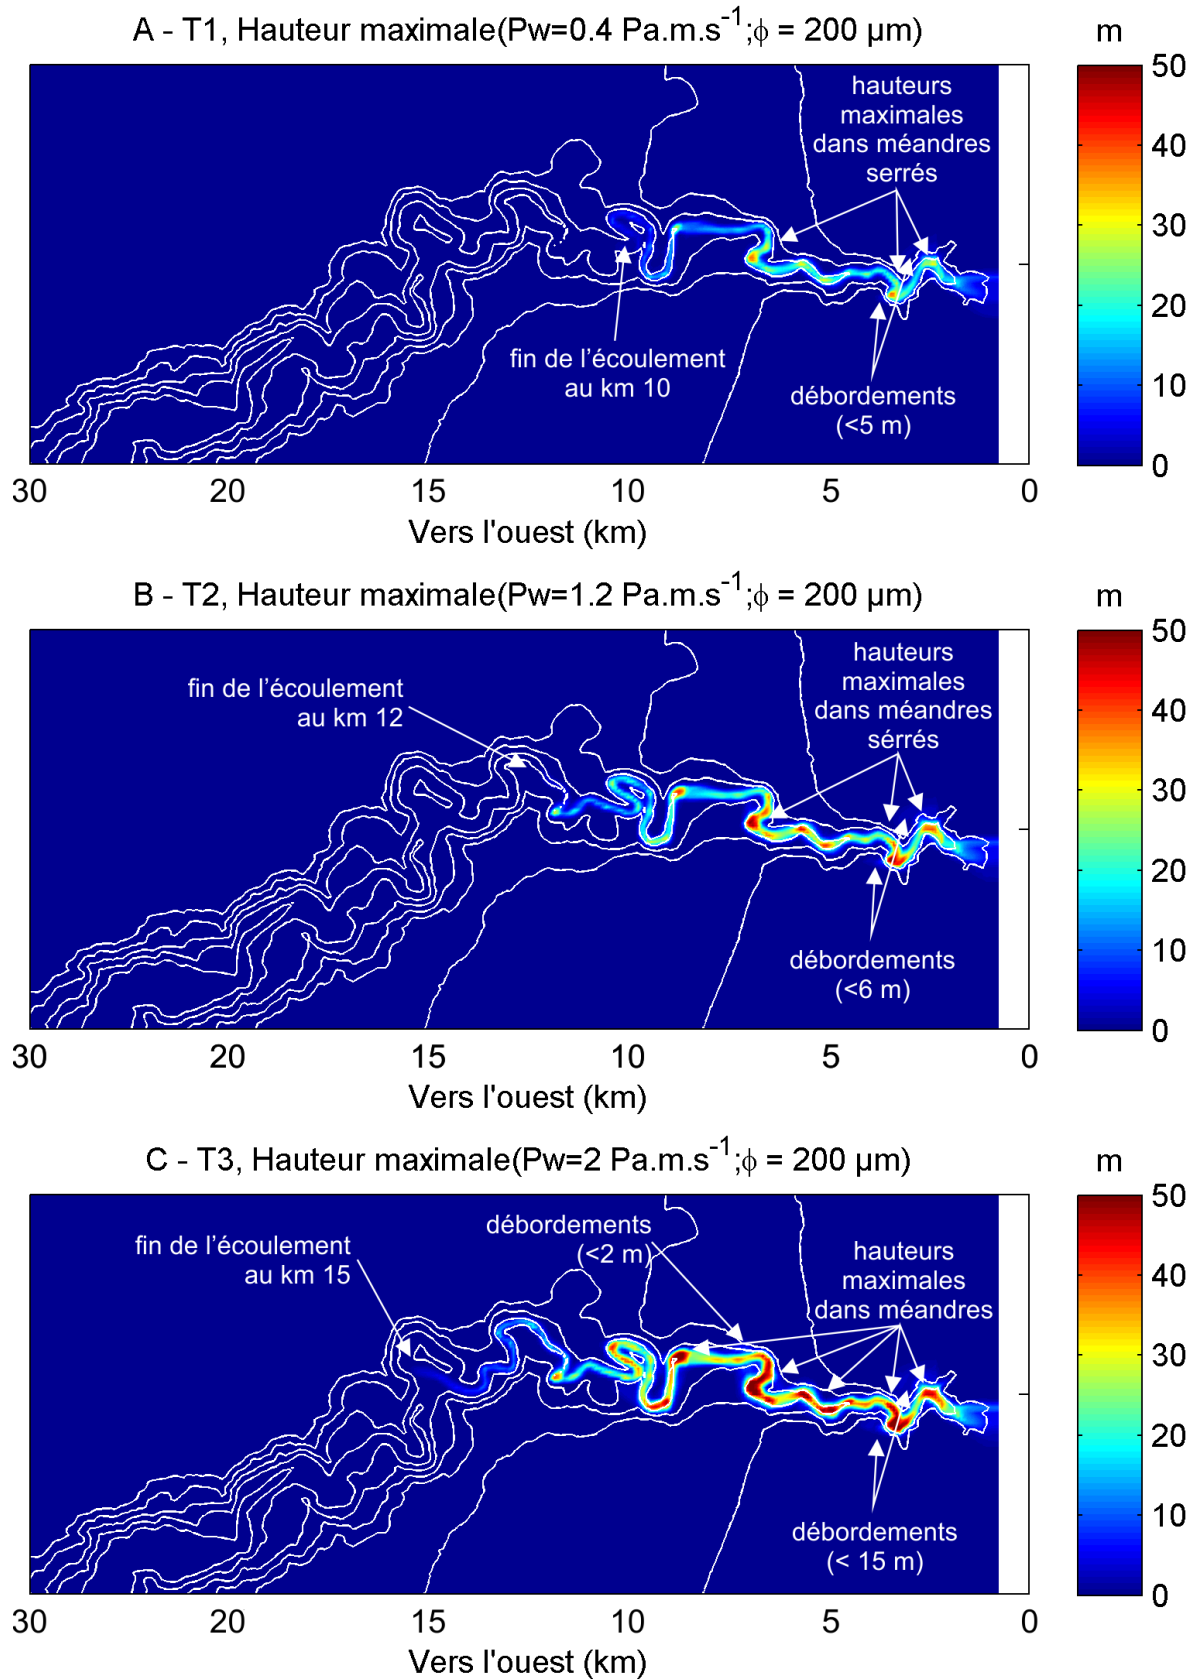 A - T1, Hauteur maximale(Pw=0.4 Pa.m.s⁻¹;ϕ = 200 µm)
m
hauteurs
maximales
dans méandres
serrés
fin de l'écoulement
au km 10
débordements
(<5 m)
50
40
30
20
10
0
30
20
15
10
5
0
Vers l'ouest (km)
B - T2, Hauteur maximale(Pw=1.2 Pa.m.s⁻¹;ϕ = 200 µm)
m
hauteurs
maximales
dans méandres
sérrés
fin de l'écoulement
au km 12
débordements
(<6 m)
50
40
30
20
10
0
30
20
15
10
5
0
Vers l'ouest (km)
C - T3, Hauteur maximale(Pw=2 Pa.m.s⁻¹;ϕ = 200 µm)
m
débordements
(<2 m)
fin de l'écoulement
au km 15
hauteurs
maximales
dans méandres
débordements
(< 15 m)
50
40
30
20
10
0
30
20
15
10
5
0
Vers l'ouest (km)